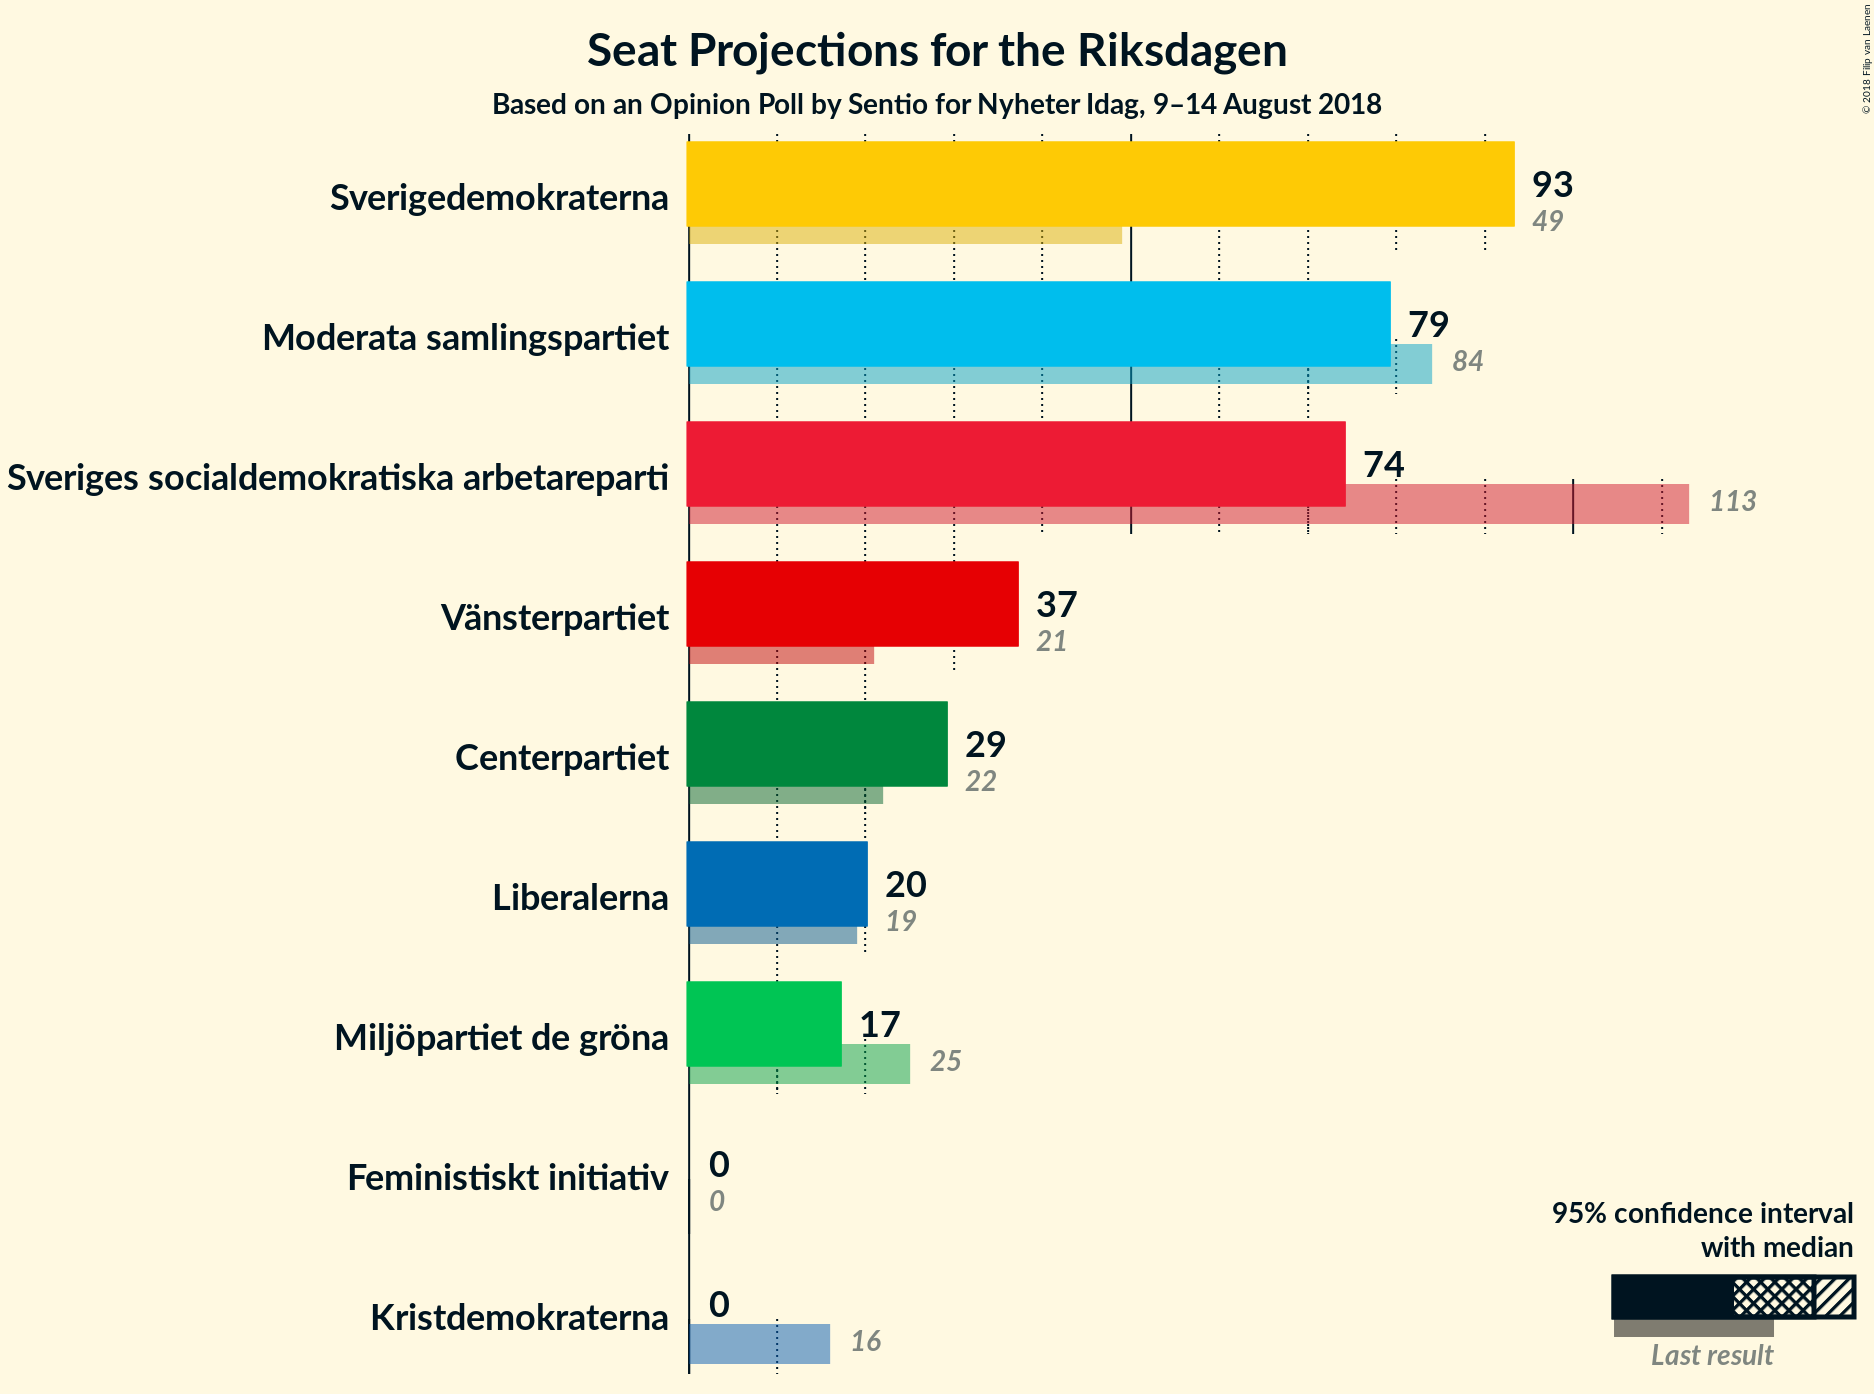 Seat Projections for the Riksdagen
Based on an Opinion Poll by Sentio for Nyheter Idag, 9–14 August 2018
© 2018 Filip van Laenen
Sverigedemokraterna
93
49
Moderata samlingspartiet
79
84
Sveriges socialdemokratiska arbetareparti
74
113
Vänsterpartiet
37
21
Centerpartiet
29
22
Liberalerna
20
19
Miljöpartiet de gröna
17
25
Feministiskt initiativ
0
0
Kristdemokraterna
0
16
95% confidence interval
with median
Last result